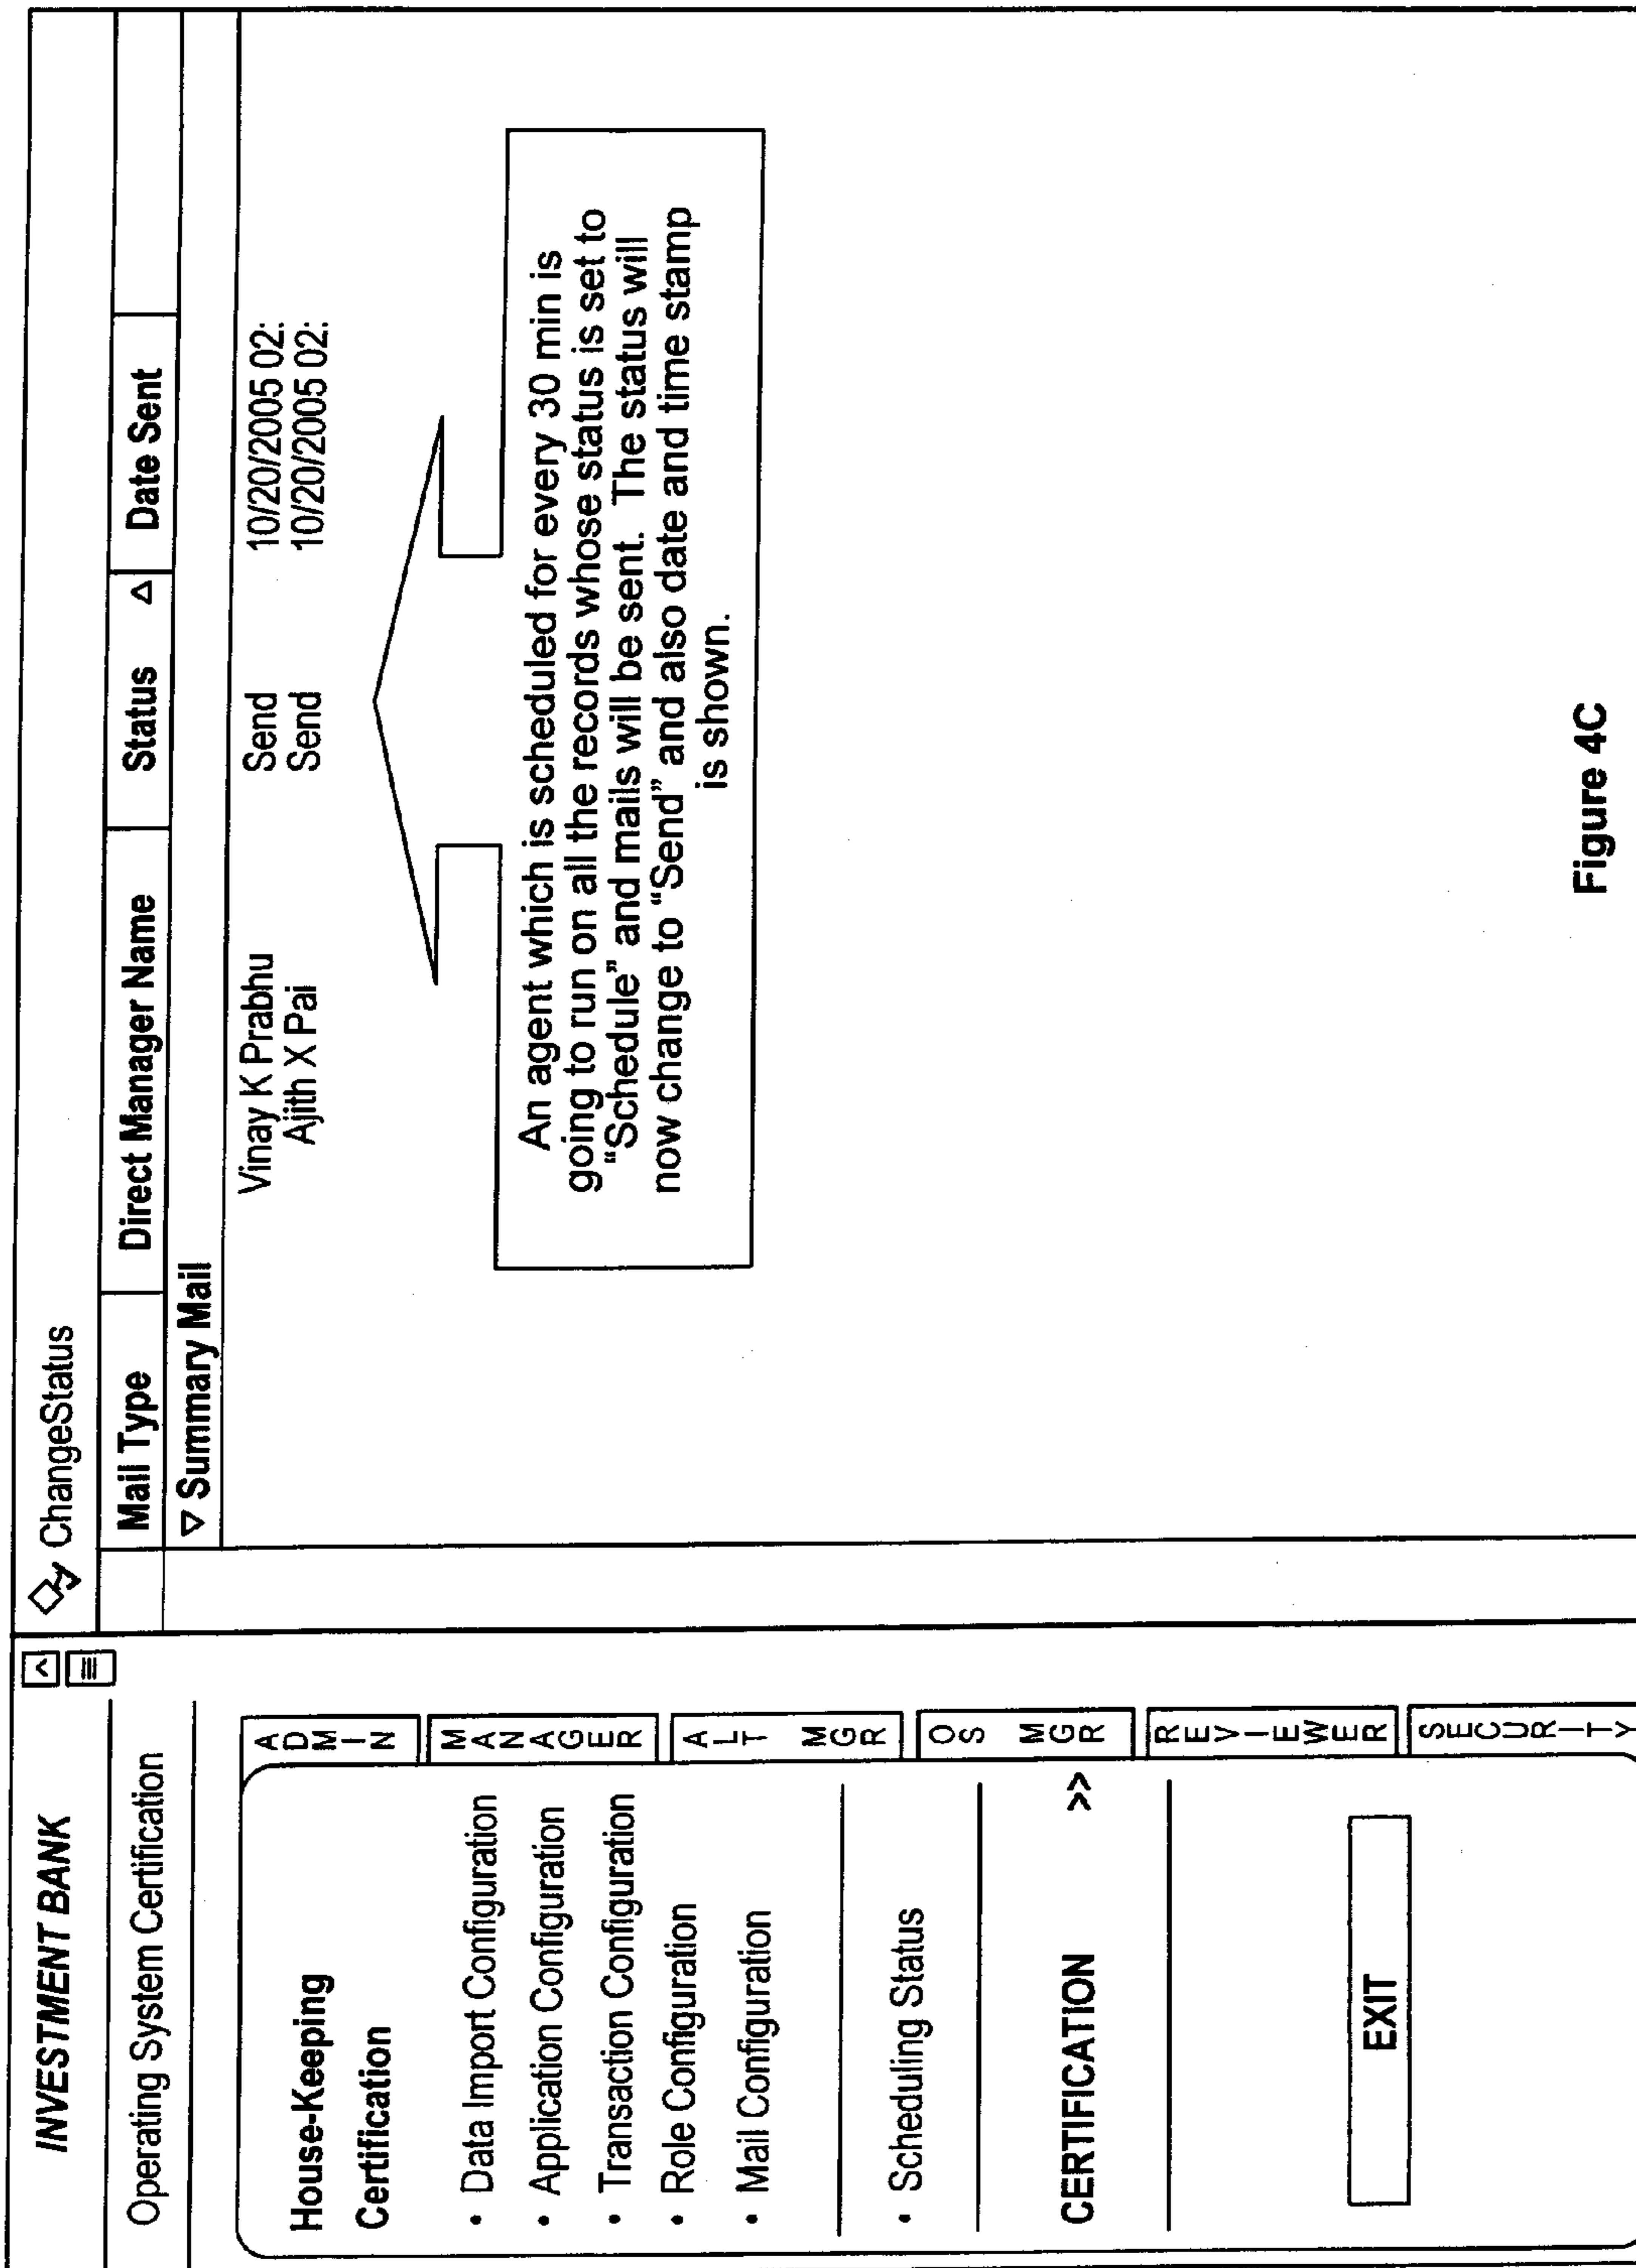 INVESTMENT BANK
Operating System Certification
House-Keeping
Certification
• Data Import Configuration
• Application Configuration
• Transaction Configuration
• Role Configuration
• Mail Configuration
• Scheduling Status
CERTIFICATION >>
EXIT
ADMIN
MANAGER
ALT MGR
OS MGR
REVIEWER
SECURITY
ChangeStatus
Mail Type Direct Manager Name Status Date Sent
Summary Mail
Vinay K Prabhu Send 10/20/2005 02:
Ajith X Pai Send 10/20/2005 02:
An agent which is scheduled for every 30 min is
going to run on all the records whose status is set to
“Schedule” and mails will be sent. The status will
now change to “Send” and also date and time stamp
is shown.
Figure 4C